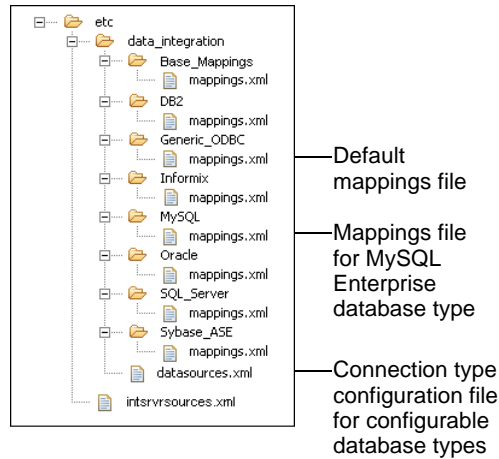 etc
data_integration
Base_Mappings
mappings.xml
DB2
mappings.xml
Generic_ODBC
mappings.xml
Informix
mappings.xml
MySQL
mappings.xml
Oracle
mappings.xml
SQL_Server
mappings.xml
Sybase_ASE
mappings.xml
datasources.xml
intsrvrsources.xml
Default
mappings file
Mappings file
for MySQL
Enterprise
database type
Connection type
configuration file
for configurable
database types